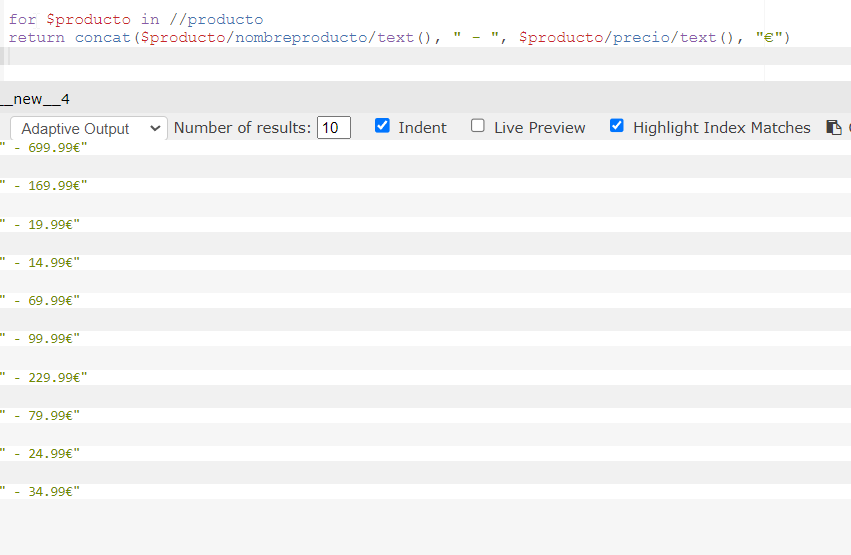 for $producto in //producto
return concat($producto/nombreproducto/text(), " - ", $producto/precio/text(), "€")
__new__4
Adaptive Output Number of results: 10 Indent Live Preview Highlight Index Matches
" - 699.99€"
" - 169.99€"
" - 19.99€"
" - 14.99€"
" - 69.99€"
" - 99.99€"
" - 229.99€"
" - 79.99€"
" - 24.99€"
" - 34.99€"